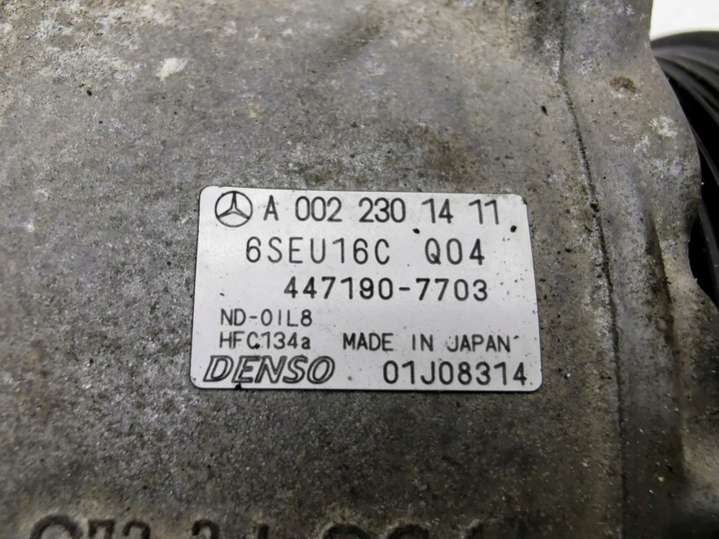 A 002 230 14 11
6SEU16C Q04
447190-7703
ND-OIL8
HFC134a MADE IN JAPAN
DENSO 01J08314